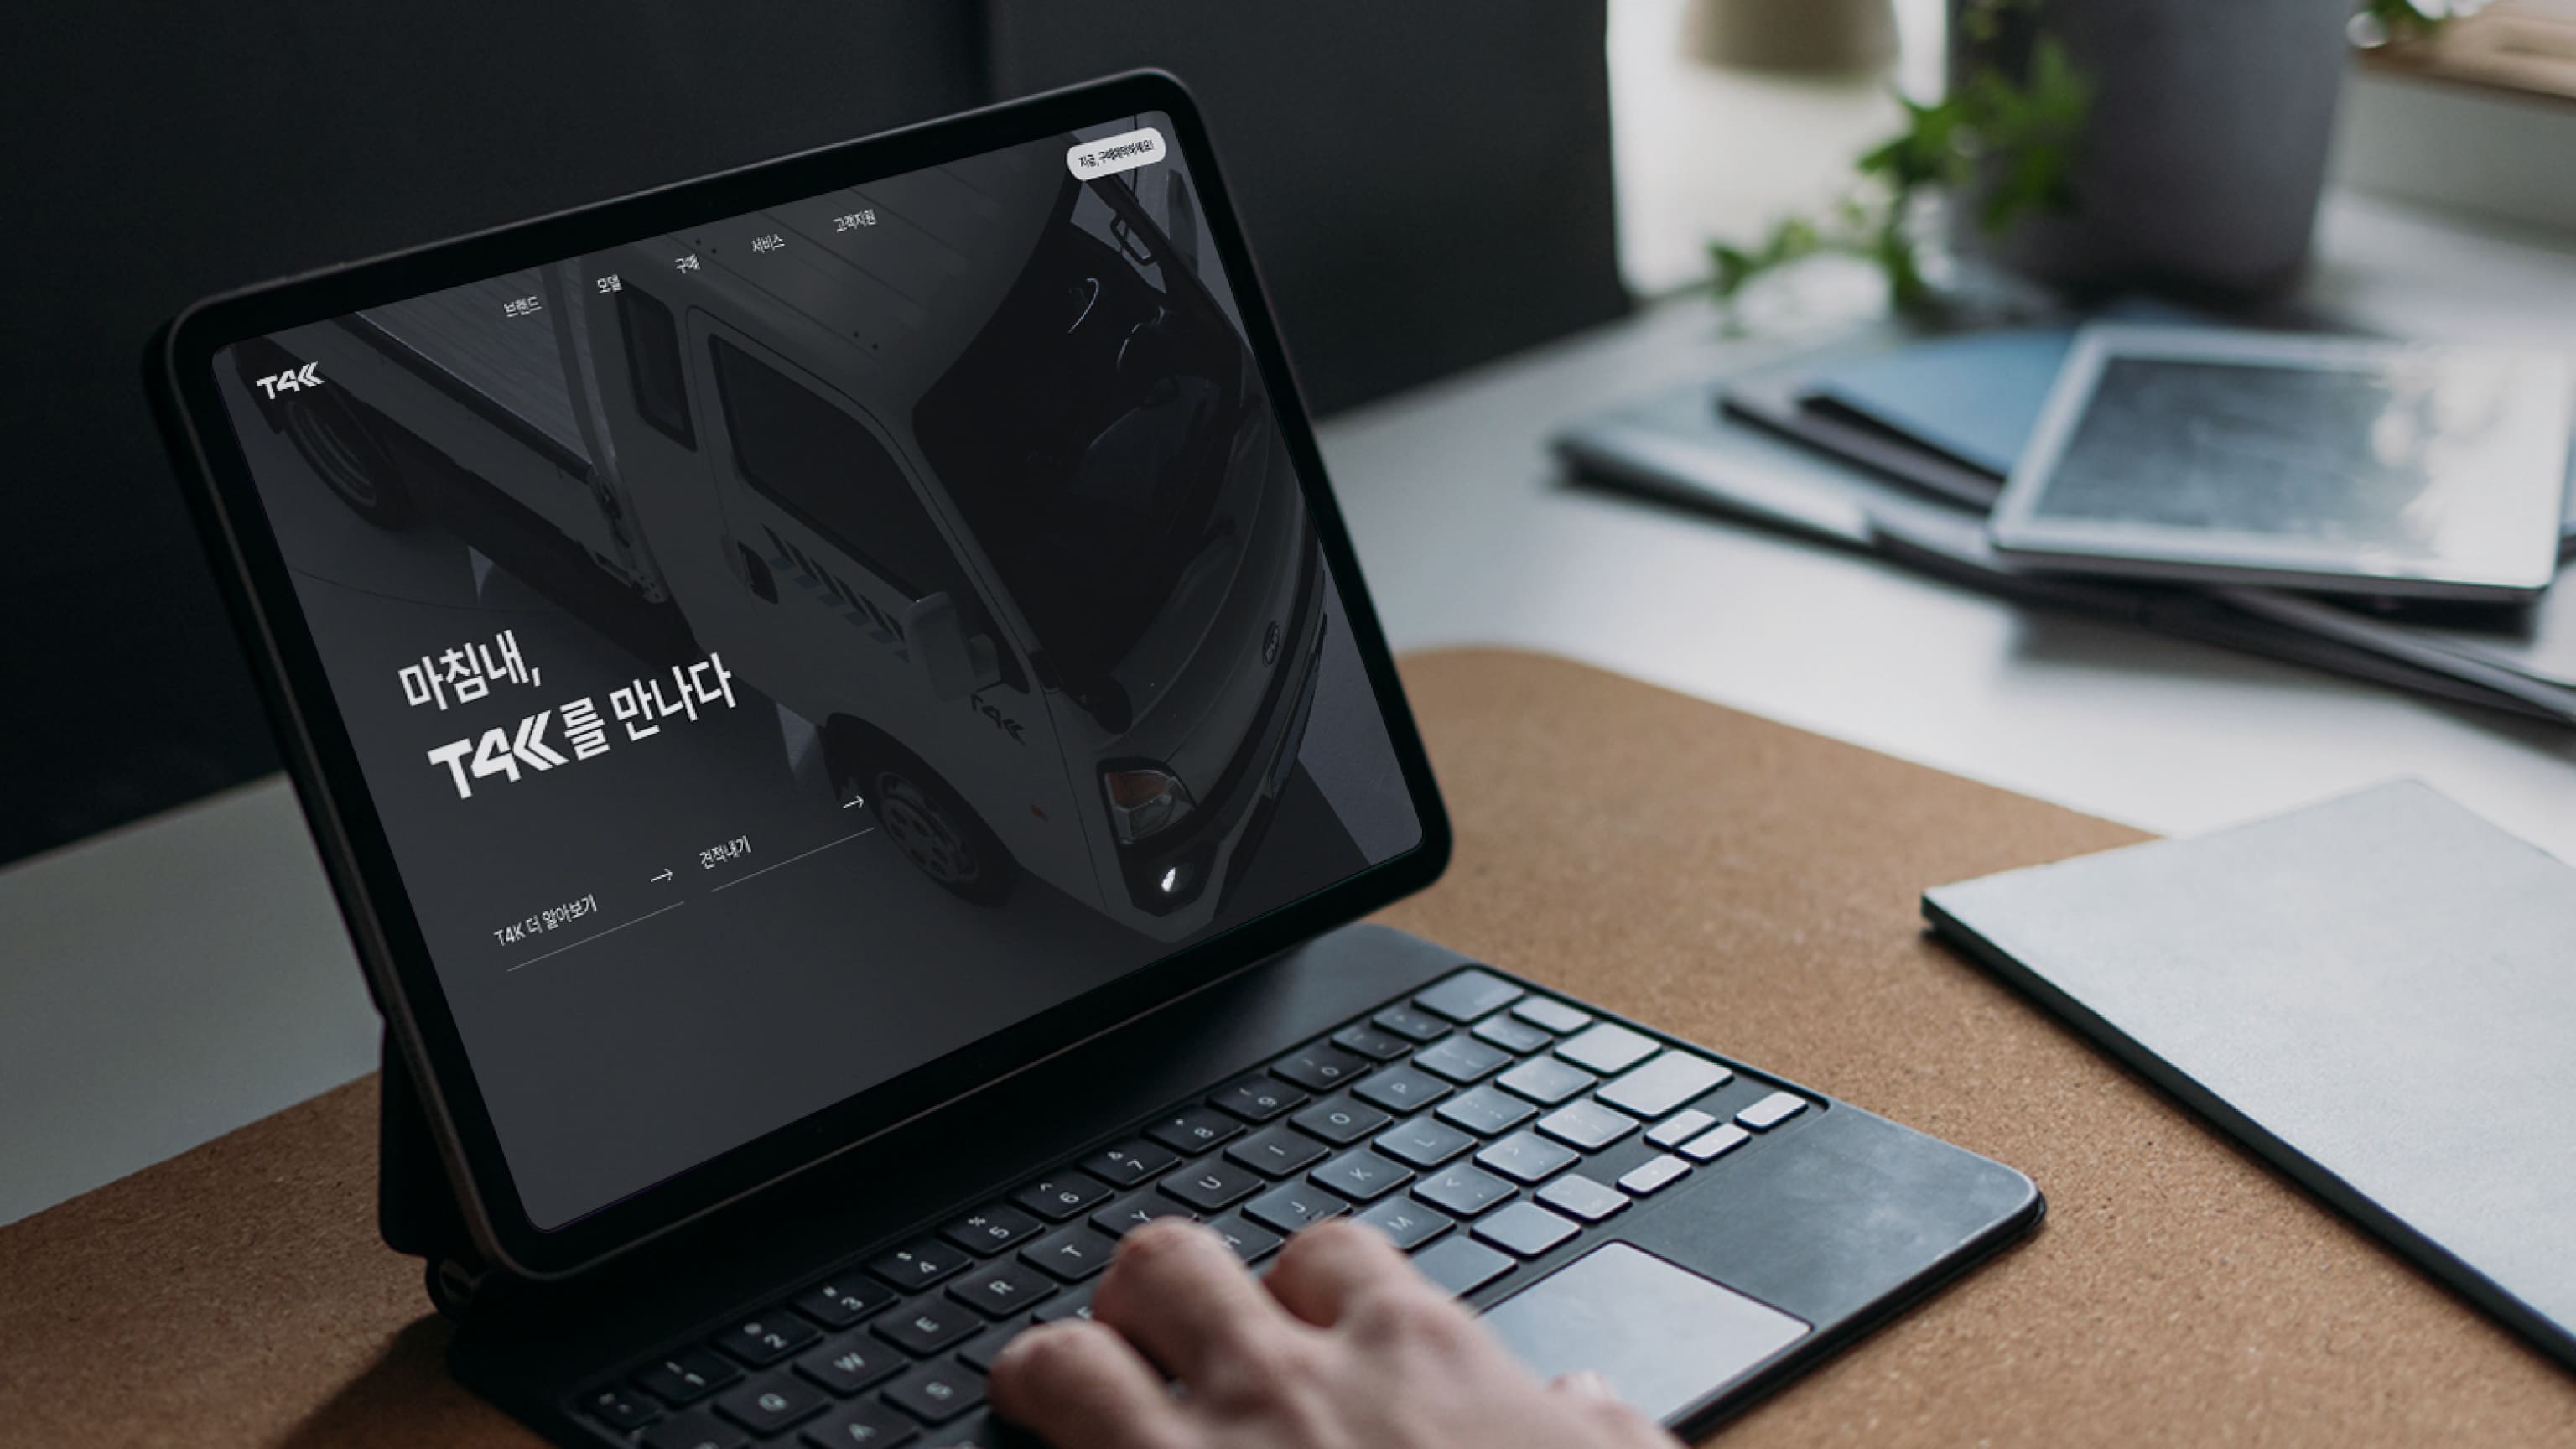 T4K
브랜드
모델
구매
서비스
고객지원
지금, 구매예약하세요!
마침내,
T4K를 만나다
T4K 더 알아보기 →
견적내기 →
T4K